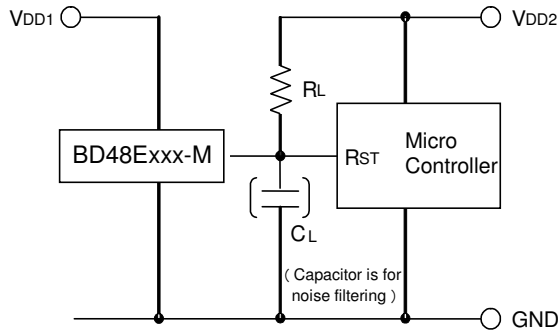 VDD1
VDD2
RL
BD48Exxx-M
RST
Micro
Controller
CL
( Capacitor is for
noise filtering )
GND